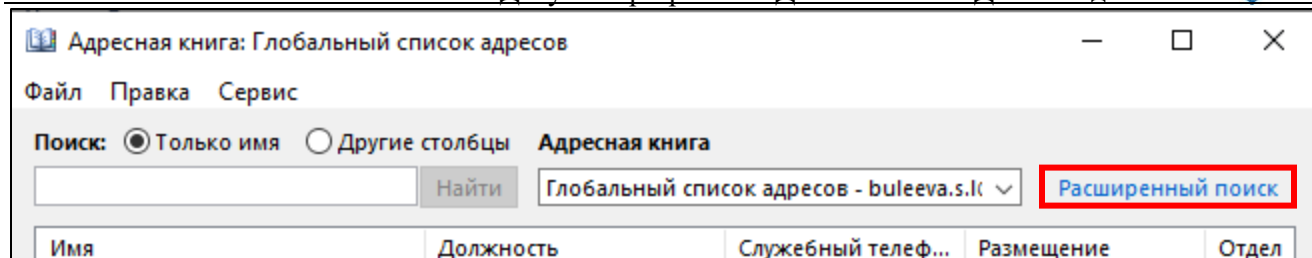 Адресная книга: Глобальный список адресов
Файл Правка Сервис
Поиск: Только имя Другие столбцы Адресная книга
Найти Глобальный список адресов - buleeva.s.l( Расширенный поиск
Имя Должность Служебный телеф... Размещение Отдел